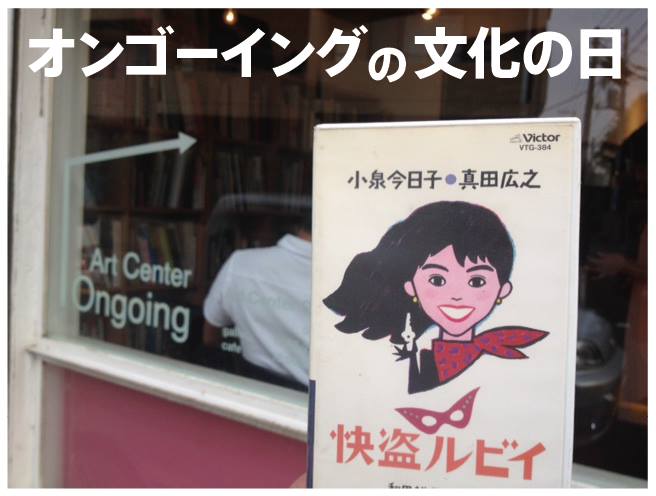 オンゴーイングの文化の日
Victor
VTG-384
小泉今日子●真田広之
Art Center
Ongoing
快盗ルビイ